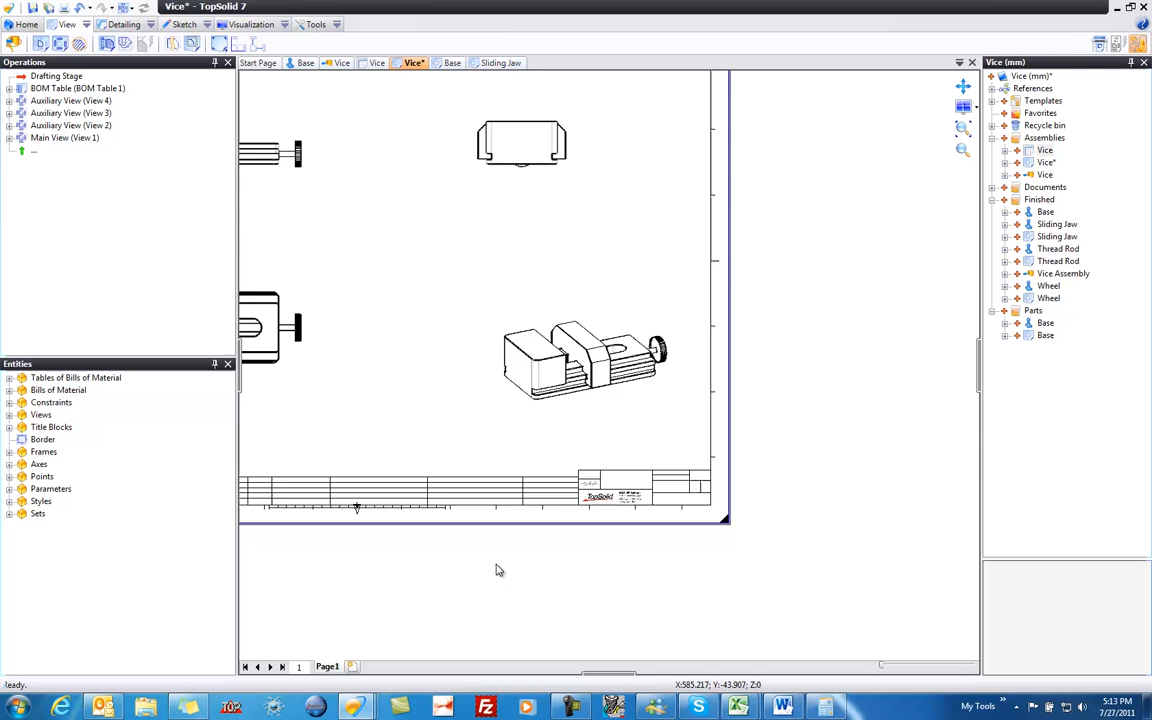 Vice* - TopSolid 7
Home View Detailing Sketch Visualization Tools
Operations
Drafting Stage
BOM Table (BOM Table 1)
Auxiliary View (View 4)
Auxiliary View (View 3)
Auxiliary View (View 2)
Main View (View 1)
...
Entities
Tables of Bills of Material
Bills of Material
Constraints
Views
Title Blocks
Border
Frames
Axes
Points
Parameters
Styles
Sets
Start Page Base Vice Vice Vice* Base Sliding Jaw
TopSolid
1 Page1
Vice (mm)
Vice (mm)*
References
Templates
Favorites
Recycle bin
Assemblies
Vice
Vice*
Vice
Documents
Finished
Base
Sliding Jaw
Sliding Jaw
Thread Rod
Thread Rod
Vice Assembly
Wheel
Wheel
Parts
Base
Base
Ready.
X:585.217; Y:-43.907; Z:0
TOP
My Tools
5:13 PM
7/27/2011